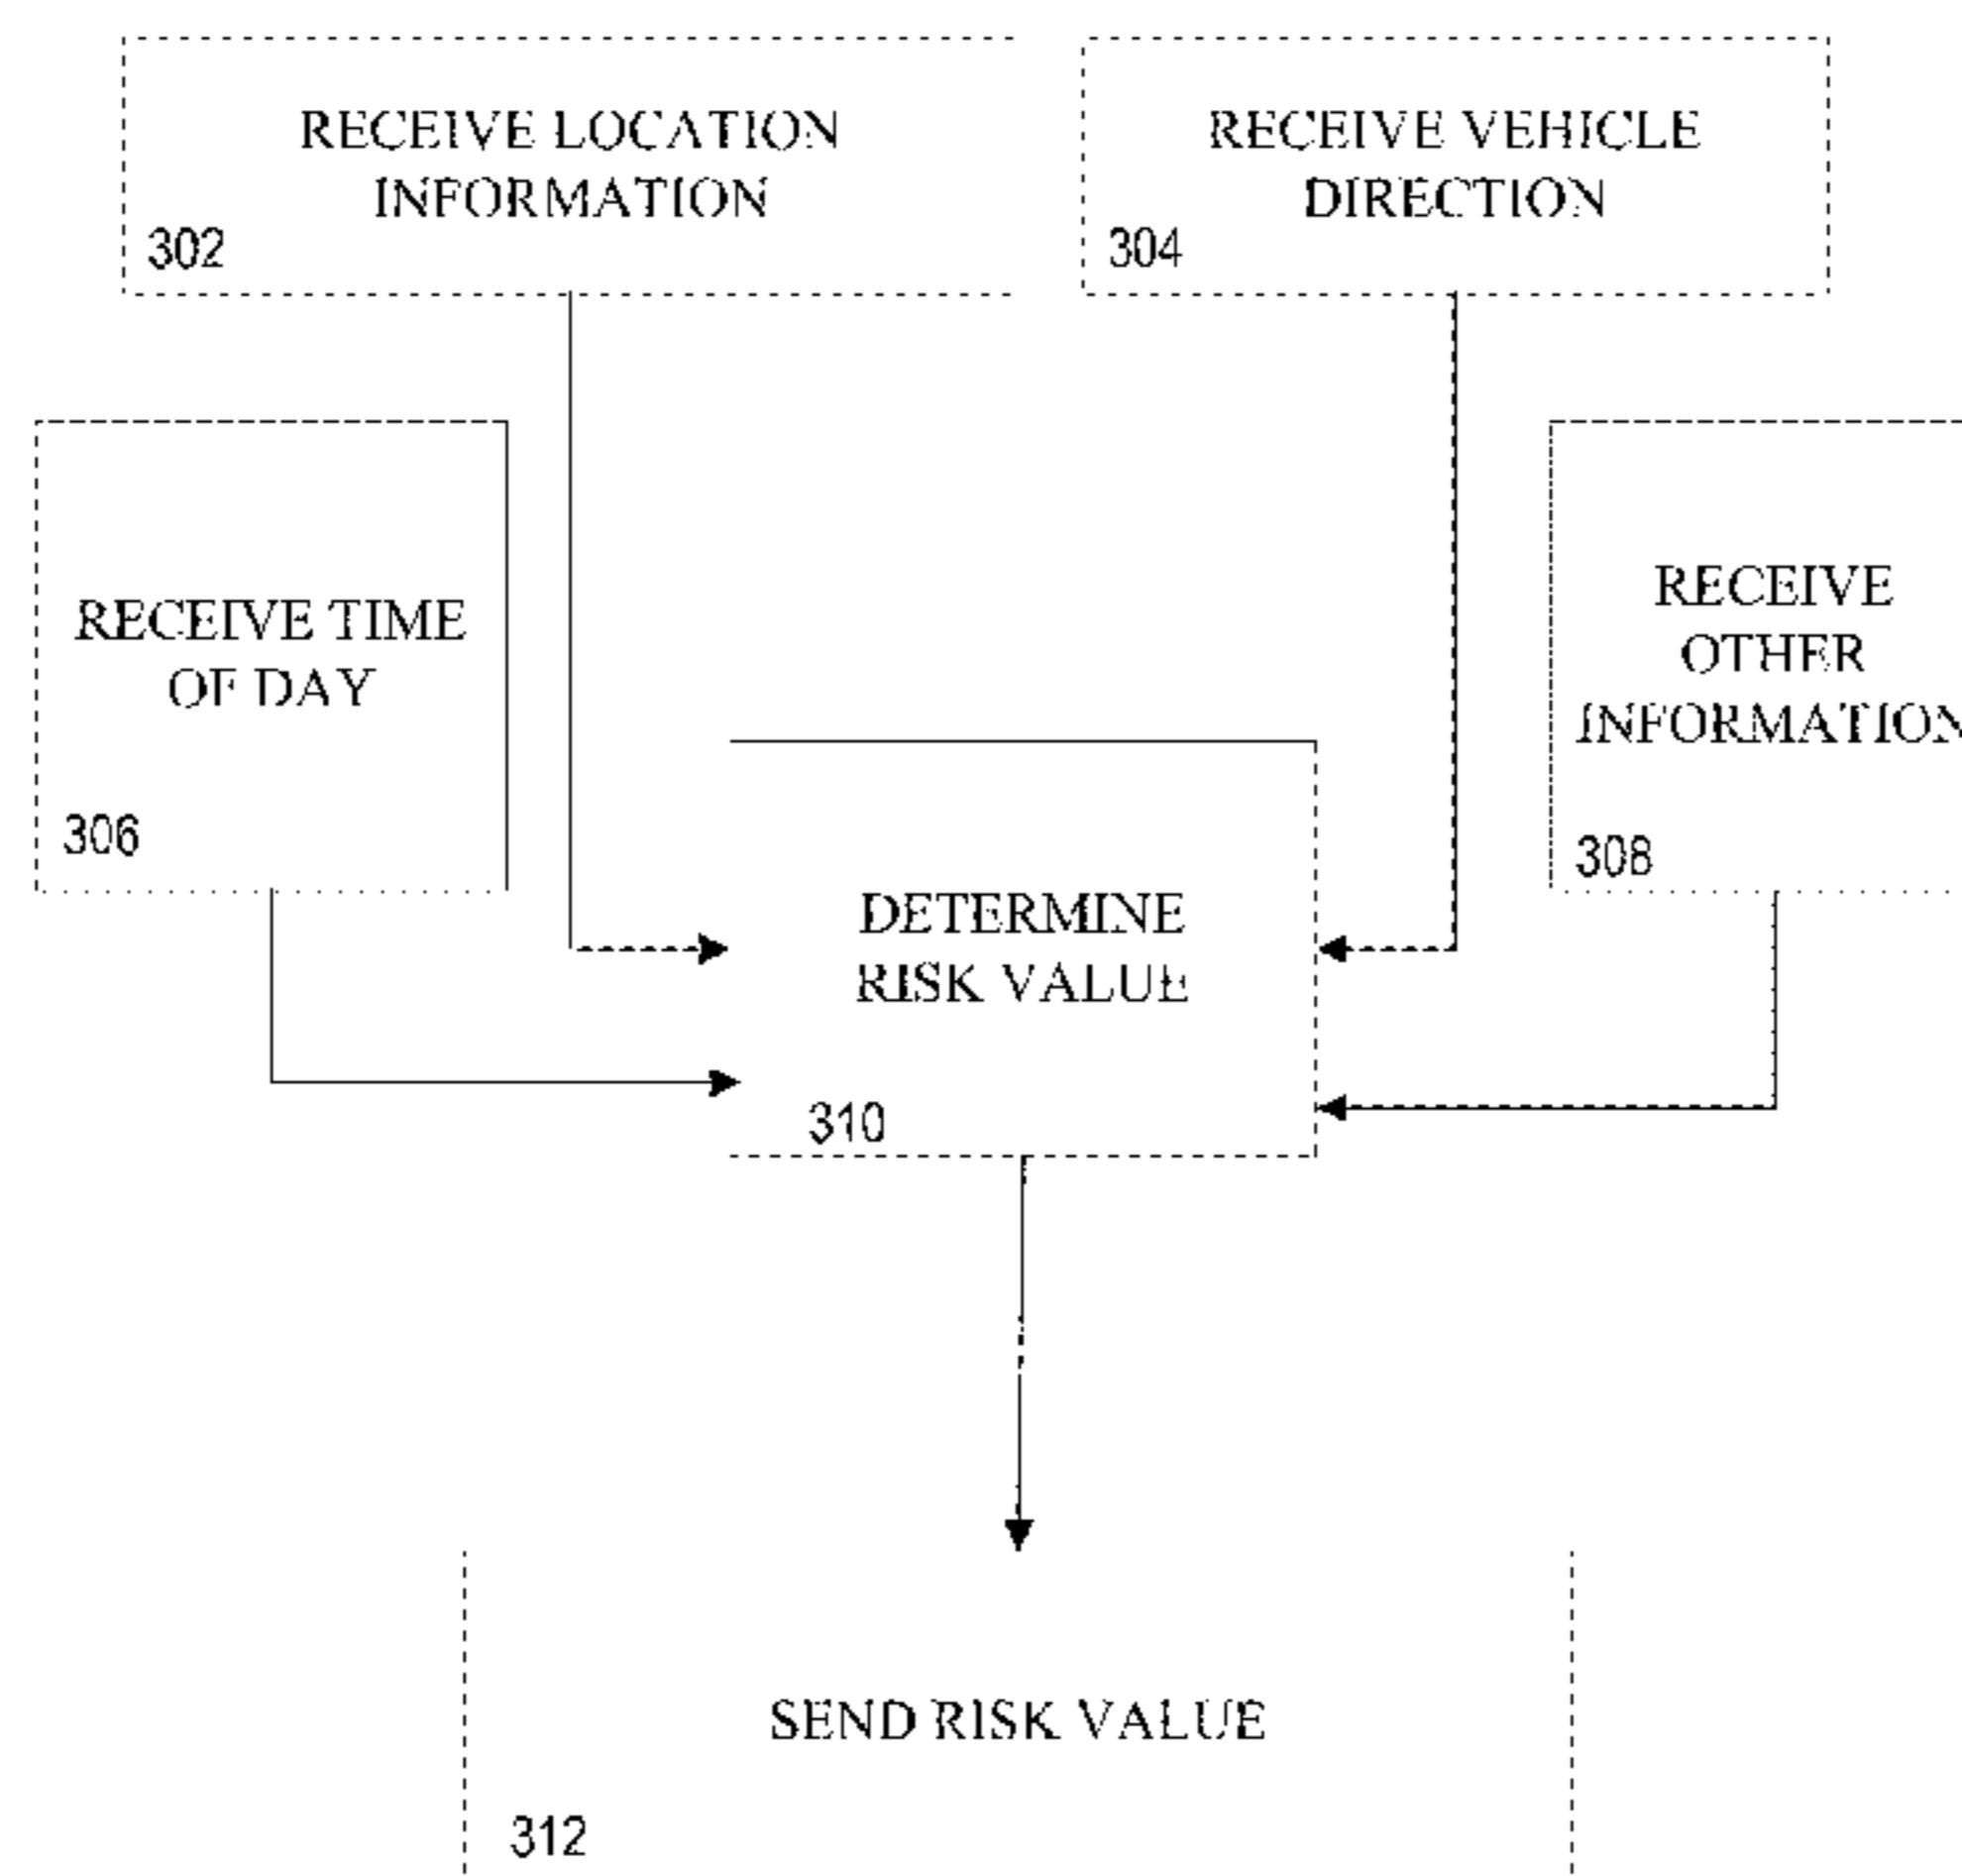 RECEIVE LOCATION
INFORMATION
302
RECEIVE VEHICLE
DIRECTION
304
RECEIVE TIME
OF DAY
306
RECEIVE
OTHER
INFORMATION
308
DETERMINE
RISK VALUE
310
SEND RISK VALUE
312